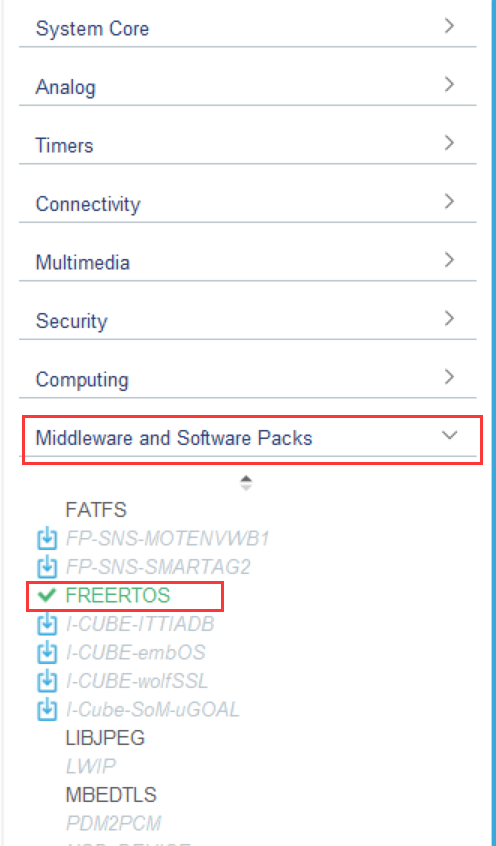 System Core
Analog
Timers
Connectivity
Multimedia
Security
Computing
Middleware and Software Packs
FATFS
FP-SNS-MOTENVWB1
FP-SNS-SMARTAG2
FREERTOS
I-CUBE-ITTIADB
I-CUBE-embOS
I-CUBE-wolfSSL
I-Cube-SoM-uGOAL
LIBJPEG
LWIP
MBEDTLS
PDM2PCM